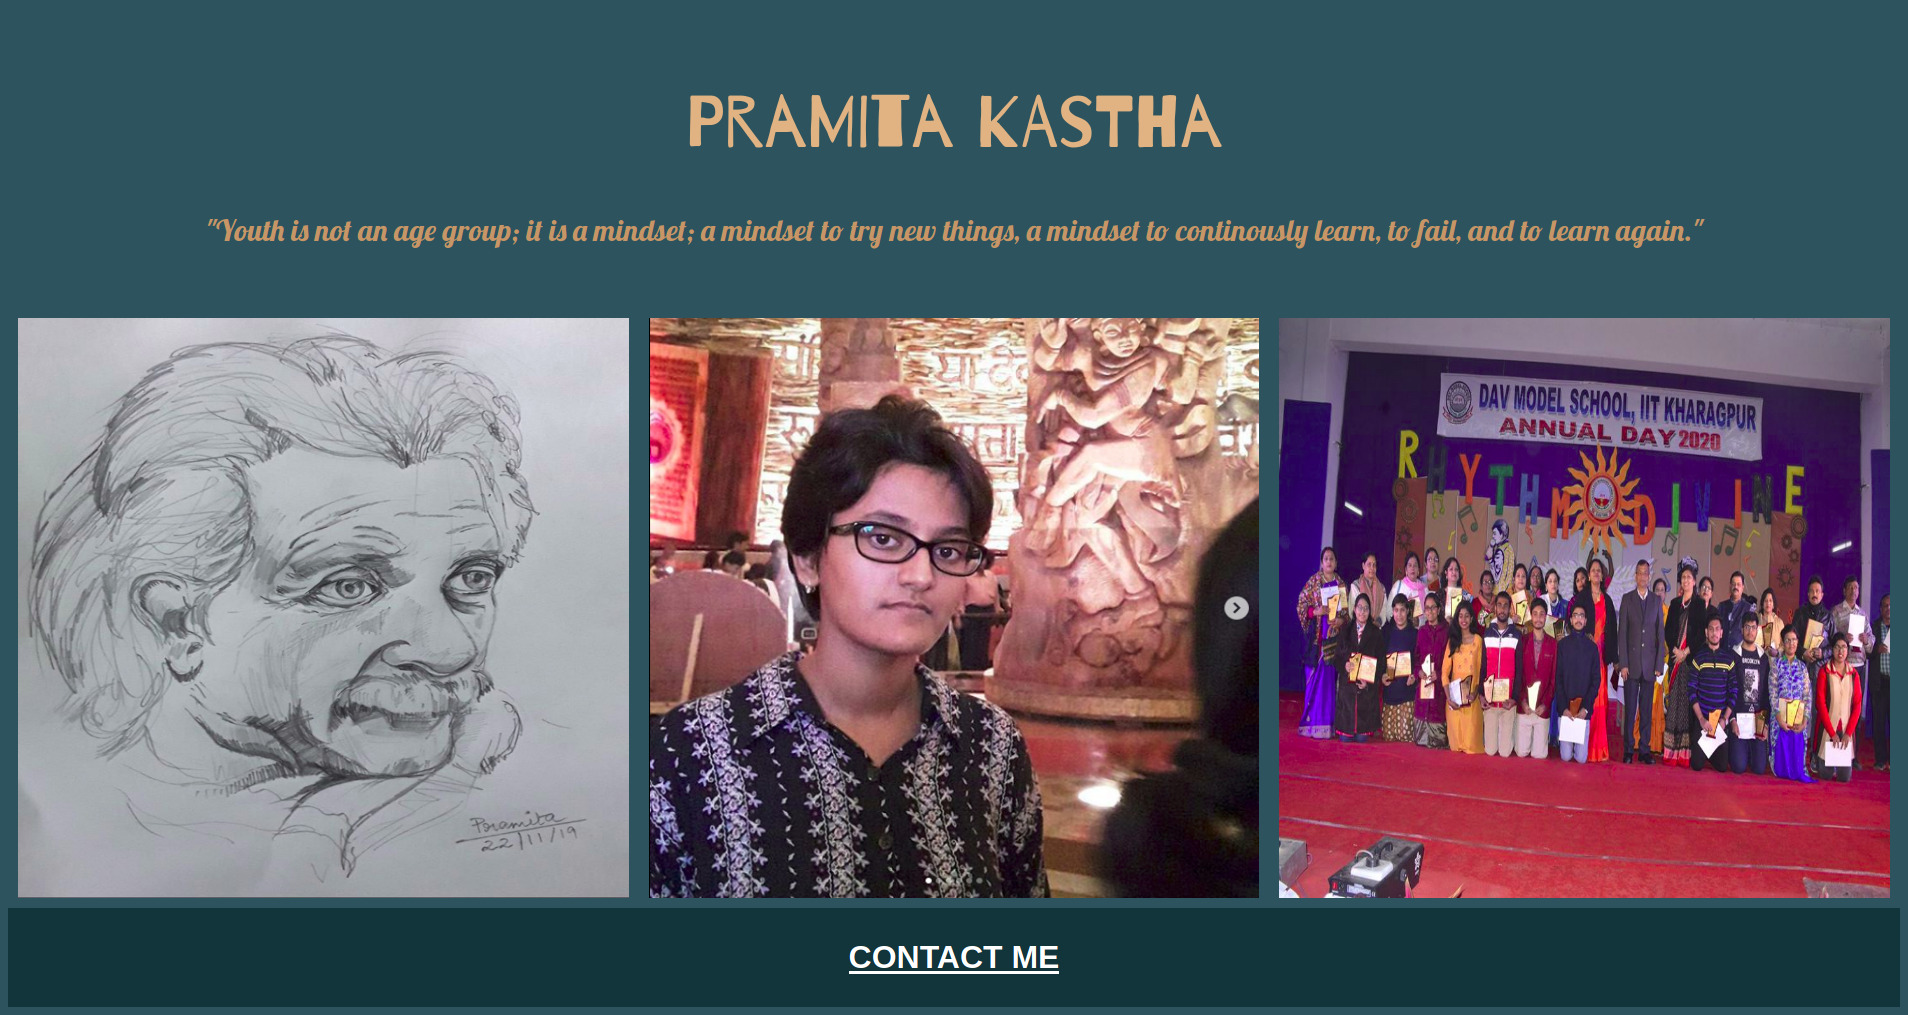 PRAMITA KASTHA
"Youth is not an age group; it is a mindset; a mindset to try new things, a mindset to continously learn, to fail, and to learn again."
Poramita
22/11/19
DAV MODEL SCHOOL, IIT KHARAGPUR
ANNUAL DAY 2020
RHYTHM DIVINE
BROOKLYN
CONTACT ME